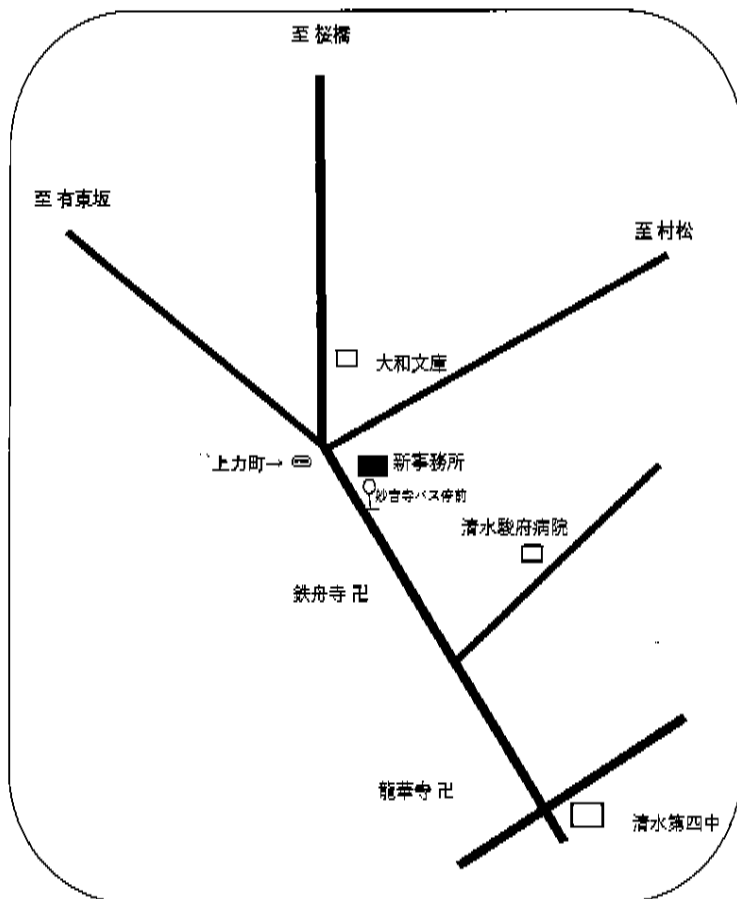 至 桜橋
至 有東坂
至 村松
大和文庫
上力町→
新事務所
妙音寺バス停前
清水駿府病院
鉄舟寺 卍
龍華寺 卍
清水第四中